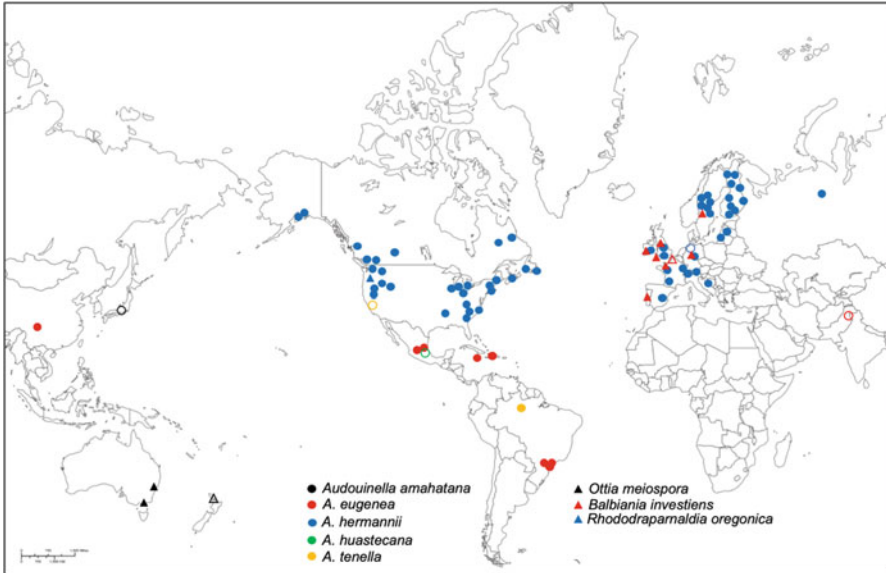 Audouinella amahatana
A. eugenea
A. hermannii
A. huastecana
A. tenella
Ottia meiospora
Balbiania investiens
Rhododraparnaldia oregonica